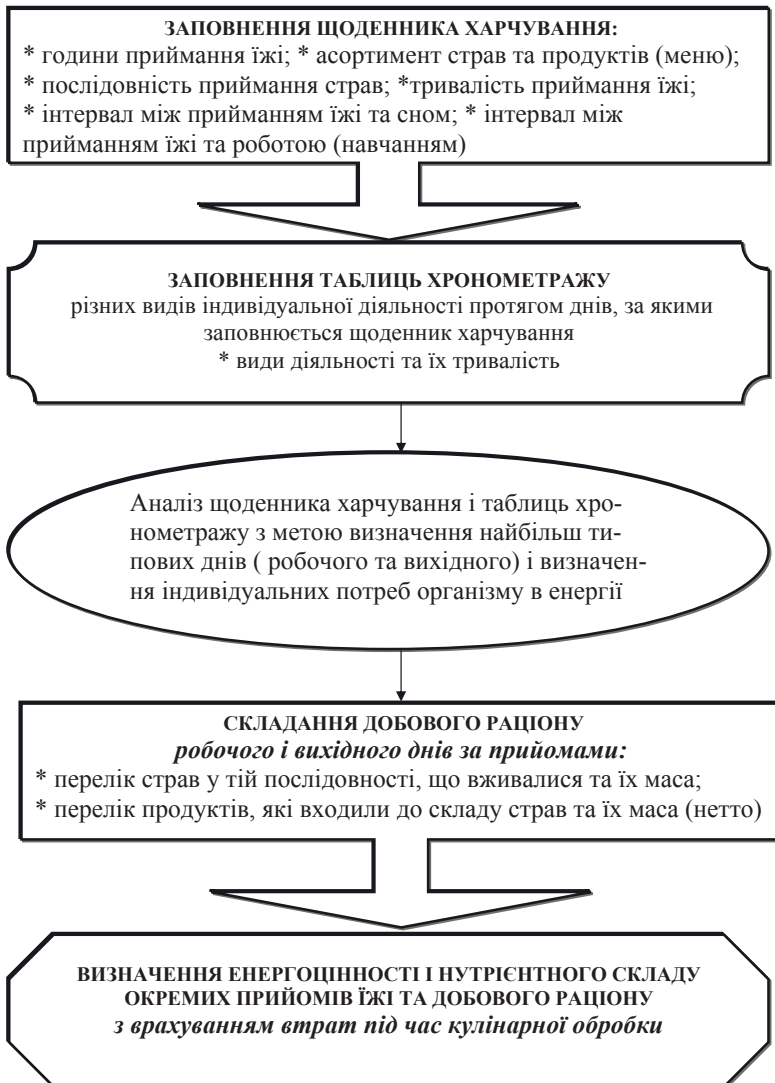 ЗАПОВНЕННЯ ЩОДЕННИКА ХАРЧУВАННЯ:
* години приймання їжі; * асортимент страв та продуктів (меню);
* послідовність приймання страв; *тривалість приймання їжі;
* інтервал між прийманням їжі та сном; * інтервал між
прийманням їжі та роботою (навчанням)
ЗАПОВНЕННЯ ТАБЛИЦЬ ХРОНОМЕТРАЖУ
різних видів індивідуальної діяльності протягом днів, за якими
заповнюється щоденник харчування
* види діяльності та їх тривалість
Аналіз щоденника харчування і таблиць хро-
нометражу з метою визначення найбільш ти-
пових днів ( робочого та вихідного) і визначен-
ня індивідуальних потреб організму в енергії
СКЛАДАННЯ ДОБОВОГО РАЦІОНУ
робочого і вихідного днів за прийомами:
* перелік страв у тій послідовності, що вживалися та їх маса;
* перелік продуктів, які входили до складу страв та їх маса (нетто)
ВИЗНАЧЕННЯ ЕНЕРГОЦІННОСТІ І НУТРІЄНТНОГО СКЛАДУ
ОКРЕМИХ ПРИЙОМІВ ЇЖІ ТА ДОБОВОГО РАЦІОНУ
з врахуванням втрат під час кулінарної обробки